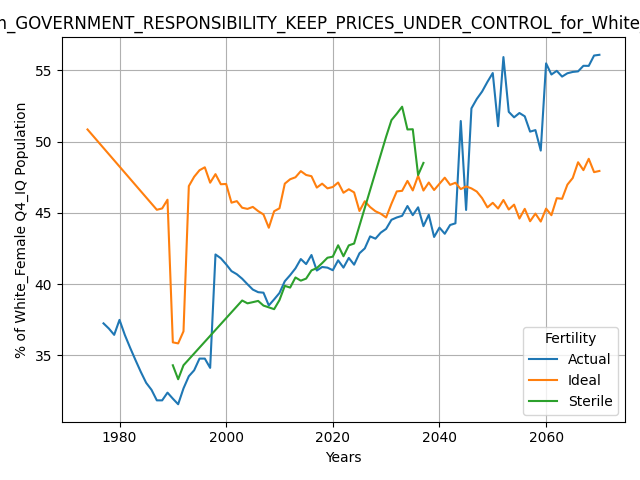 n_GOVERNMENT_RESPONSIBILITY_KEEP_PRICES_UNDER_CONTROL_for_White
% of White_Female Q4_IQ Population
55
50
45
40
35
1980 2000 2020 2040 2060
Years
Fertility
Actual
Ideal
Sterile